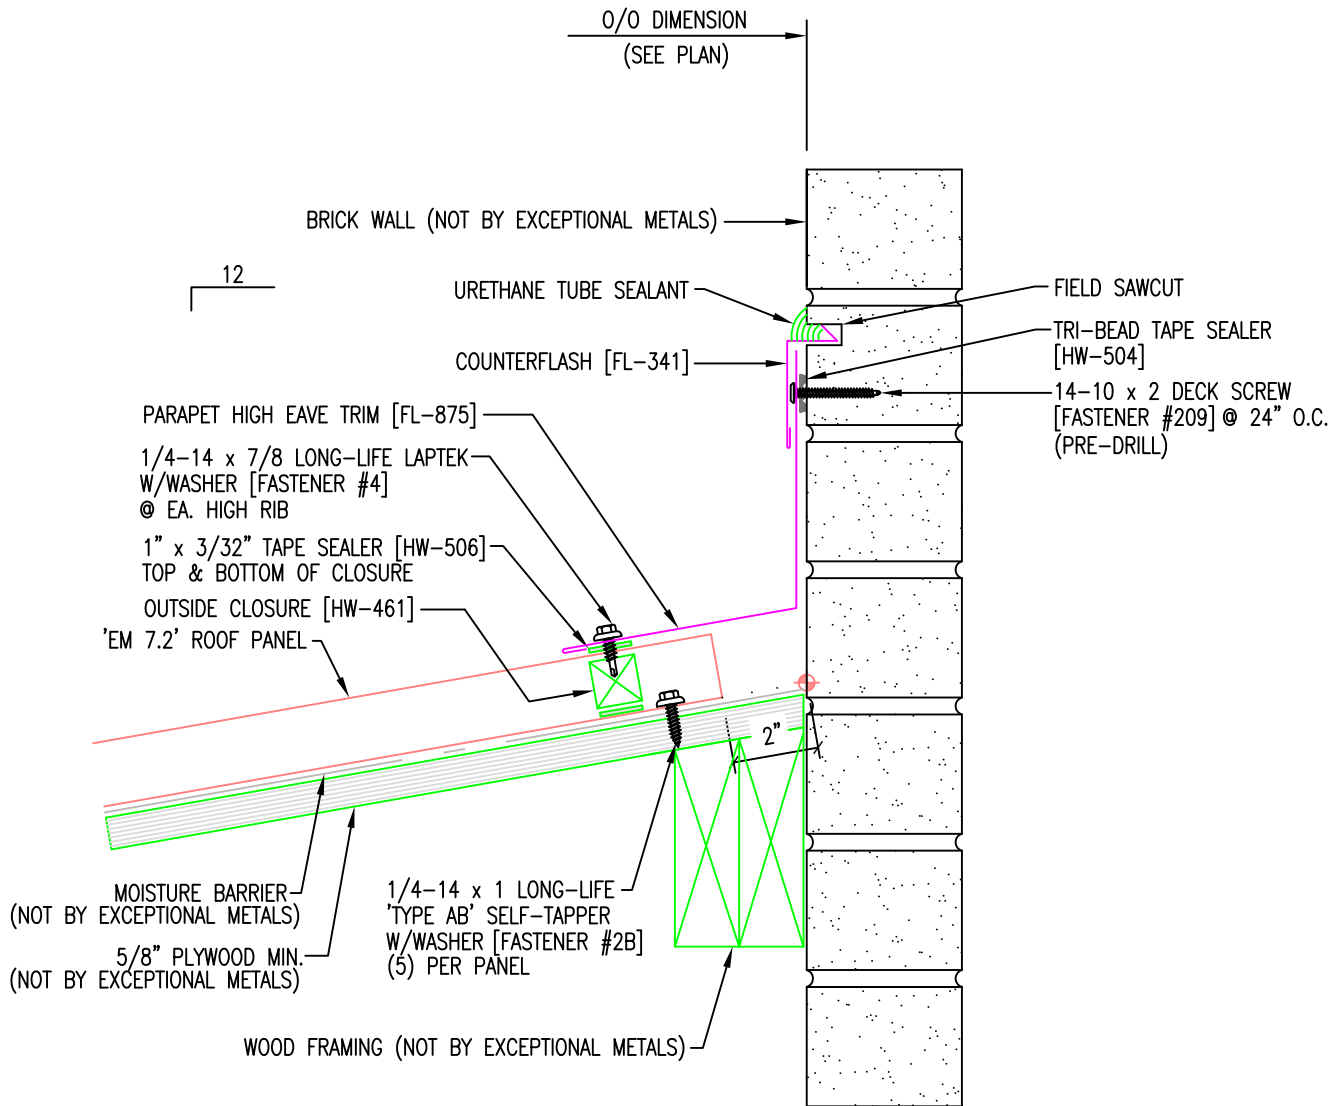 O/O DIMENSION
(SEE PLAN)
BRICK WALL (NOT BY EXCEPTIONAL METALS)
12
URETHANE TUBE SEALANT
FIELD SAWCUT
TRI-BEAD TAPE SEALER
[HW-504]
COUNTERFLASH [FL-341]
14-10 x 2 DECK SCREW
[FASTENER #209] @ 24" O.C.
(PRE-DRILL)
PARAPET HIGH EAVE TRIM [FL-875]
1/4-14 x 7/8 LONG-LIFE LAPTEK
W/WASHER [FASTENER #4]
@ EA. HIGH RIB
1" x 3/32" TAPE SEALER [HW-506]
TOP & BOTTOM OF CLOSURE
OUTSIDE CLOSURE [HW-461]
'EM 7.2' ROOF PANEL
2"
MOISTURE BARRIER
(NOT BY EXCEPTIONAL METALS)
5/8" PLYWOOD MIN.
(NOT BY EXCEPTIONAL METALS)
1/4-14 x 1 LONG-LIFE
'TYPE AB' SELF-TAPPER
W/WASHER [FASTENER #2B]
(5) PER PANEL
WOOD FRAMING (NOT BY EXCEPTIONAL METALS)